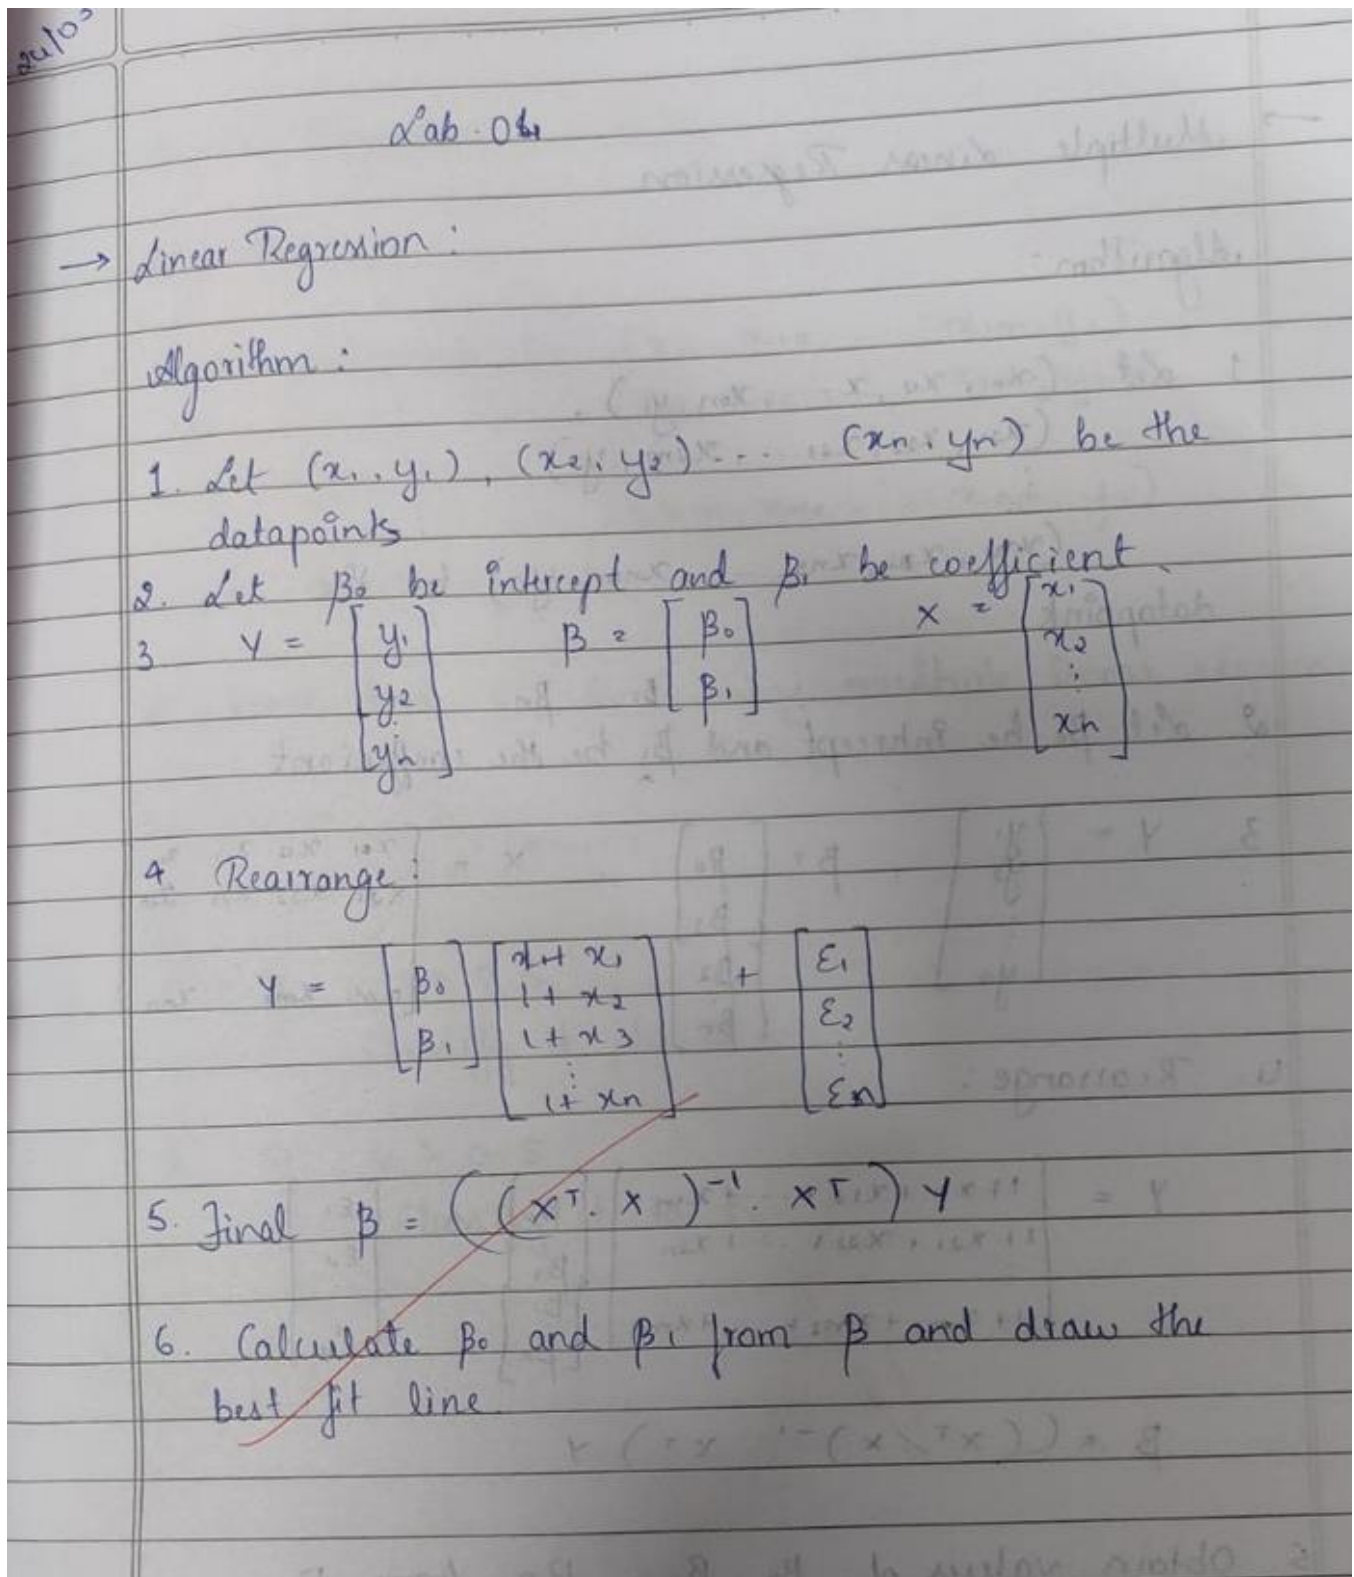 24/03
Lab - 04
→ Linear Regression :
Algorithm :
1. Let (x₁, y₁), (x₂, y₂) ... (xn, yn) be the
datapoints
2. Let β₀ be intercept and β₁ be coefficient.
3 Y = [y₁ y₂ : yn] β = [β₀ β₁] X = [x₁ x₂ : xn]
4. Rearrange :
Y = [β₀ β₁] [1+ x₁ 1+ x₂ 1+ x3 : 1+ xn] + [ε₁ ε₂ : εn]
5. Final β = ((Xᵀ. X)⁻¹. Xᵀ) Y
6. Calculate β₀ and β₁ from β and draw the
best fit line.